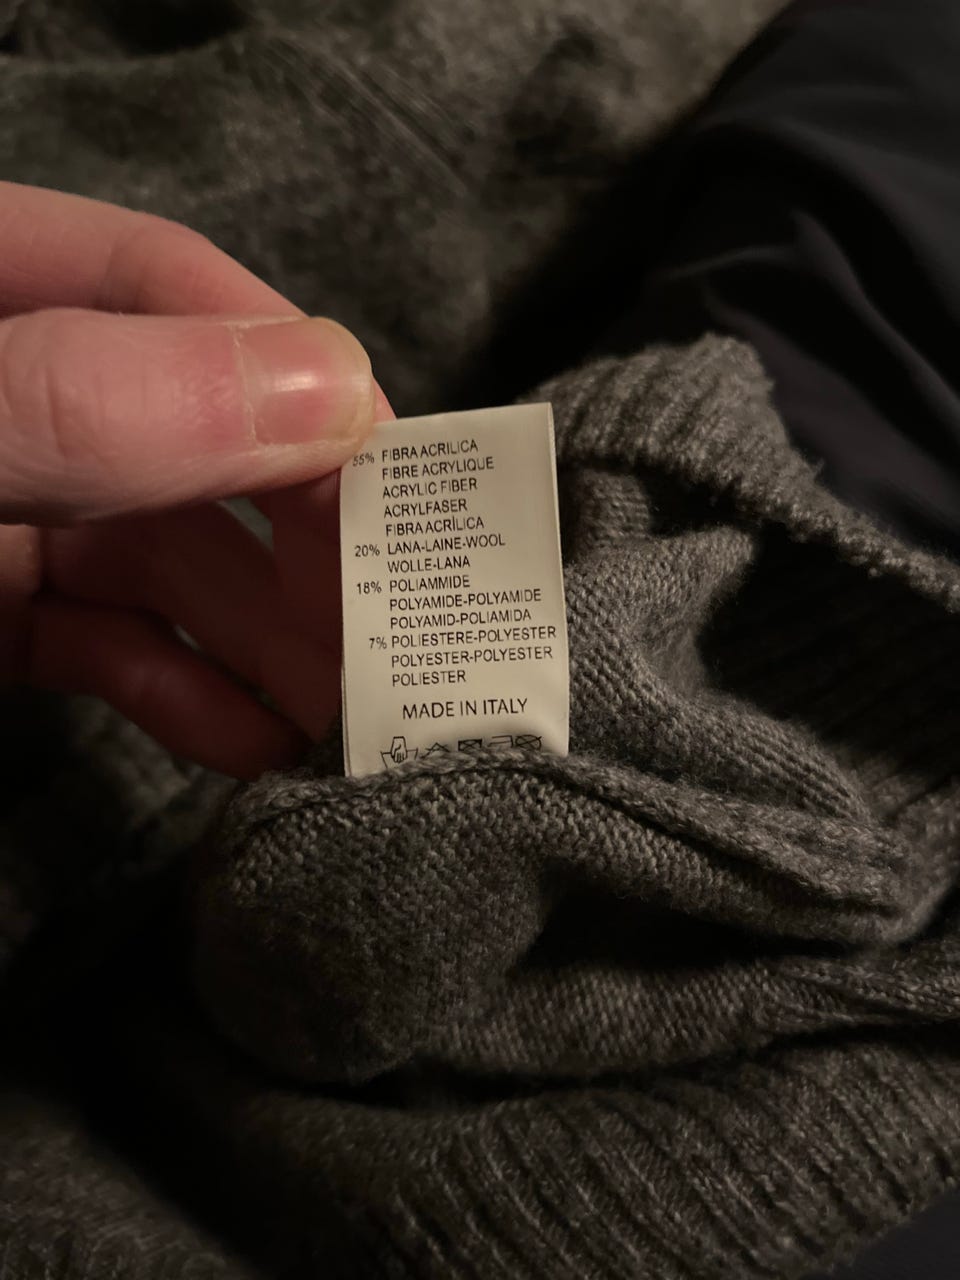 55% FIBRA ACRILICA
FIBRE ACRYLIQUE
ACRYLIC FIBER
ACRYLFASER
FIBRA ACRÍLICA
20% LANA-LAINE-WOOL
WOLLE-LANA
18% POLIAMMIDE
POLYAMIDE-POLYAMIDE
POLYAMID-POLIAMIDA
7% POLIESTERE-POLYESTER
POLYESTER-POLYESTER
POLIESTER
MADE IN ITALY